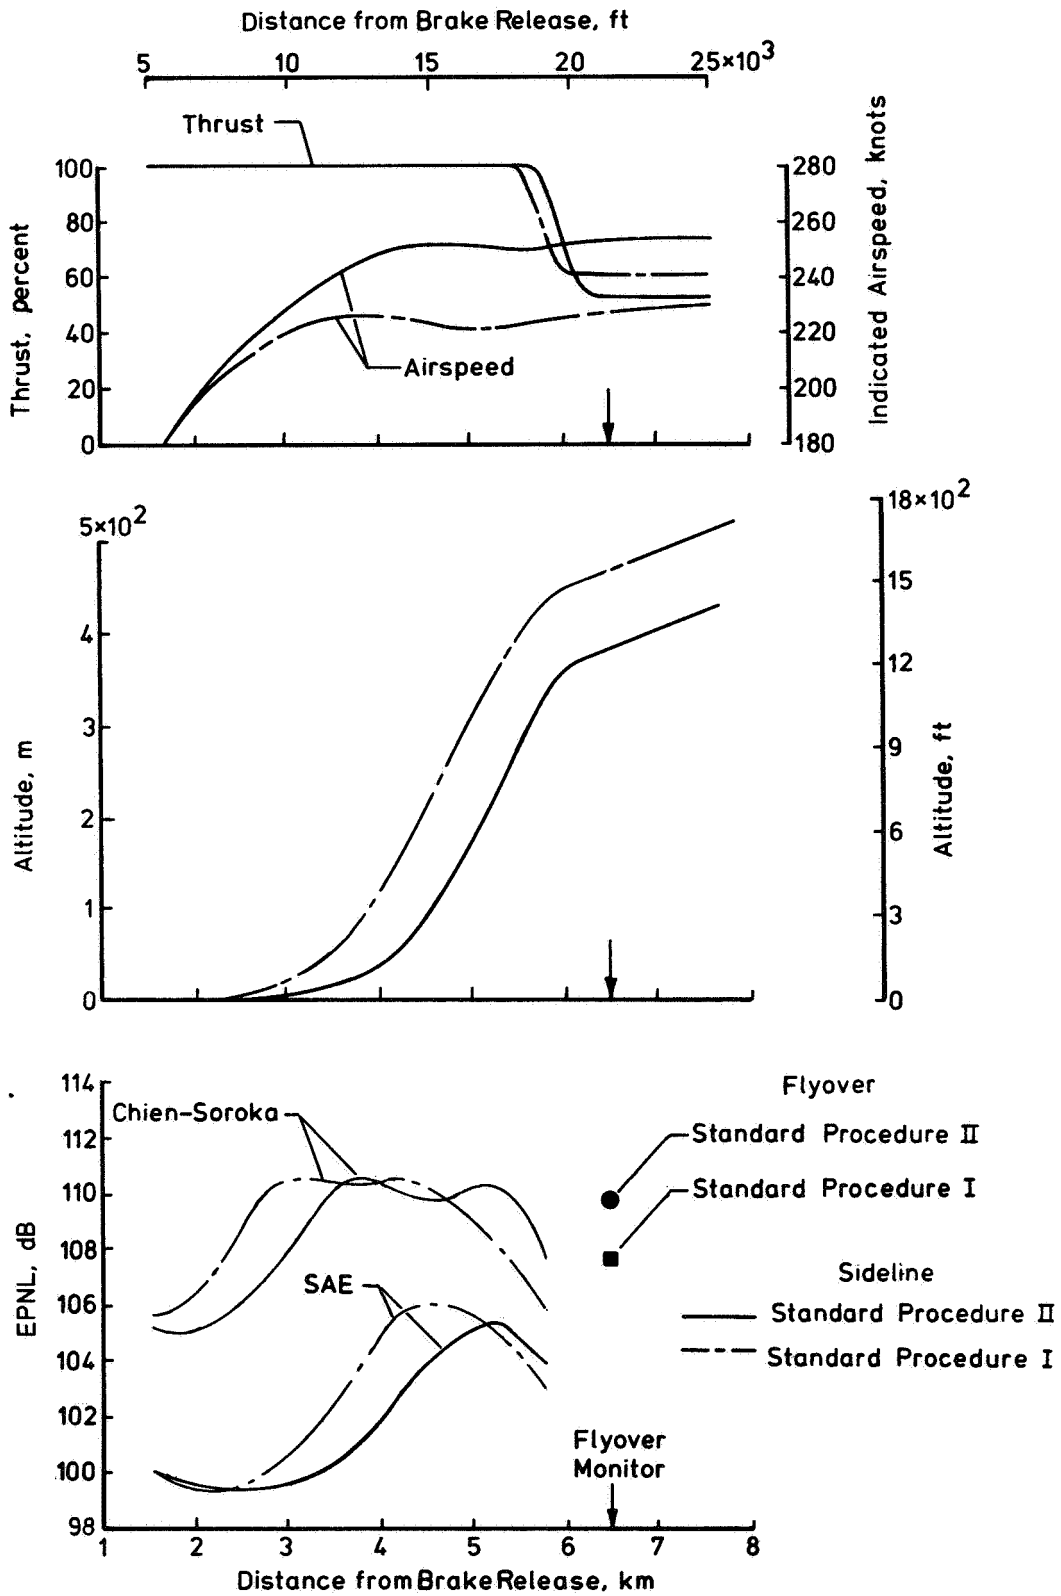 Distance from Brake Release, ft
5 10 15 20 25×10³
Thrust
Thrust, percent
100
80
60
40
20
0
Airspeed
Indicated Airspeed, knots
280
260
240
220
200
180
5×10²
4
3
2
1
0
Altitude, m
18×10²
15
12
9
6
3
0
Altitude, ft
114
112
110
108
106
104
102
100
98
EPNL, dB
Chien-Soroka
SAE
Flyover
Standard Procedure II
Standard Procedure I
Sideline
Standard Procedure II
Standard Procedure I
Flyover
Monitor
1 2 3 4 5 6 7 8
Distance from Brake Release, km